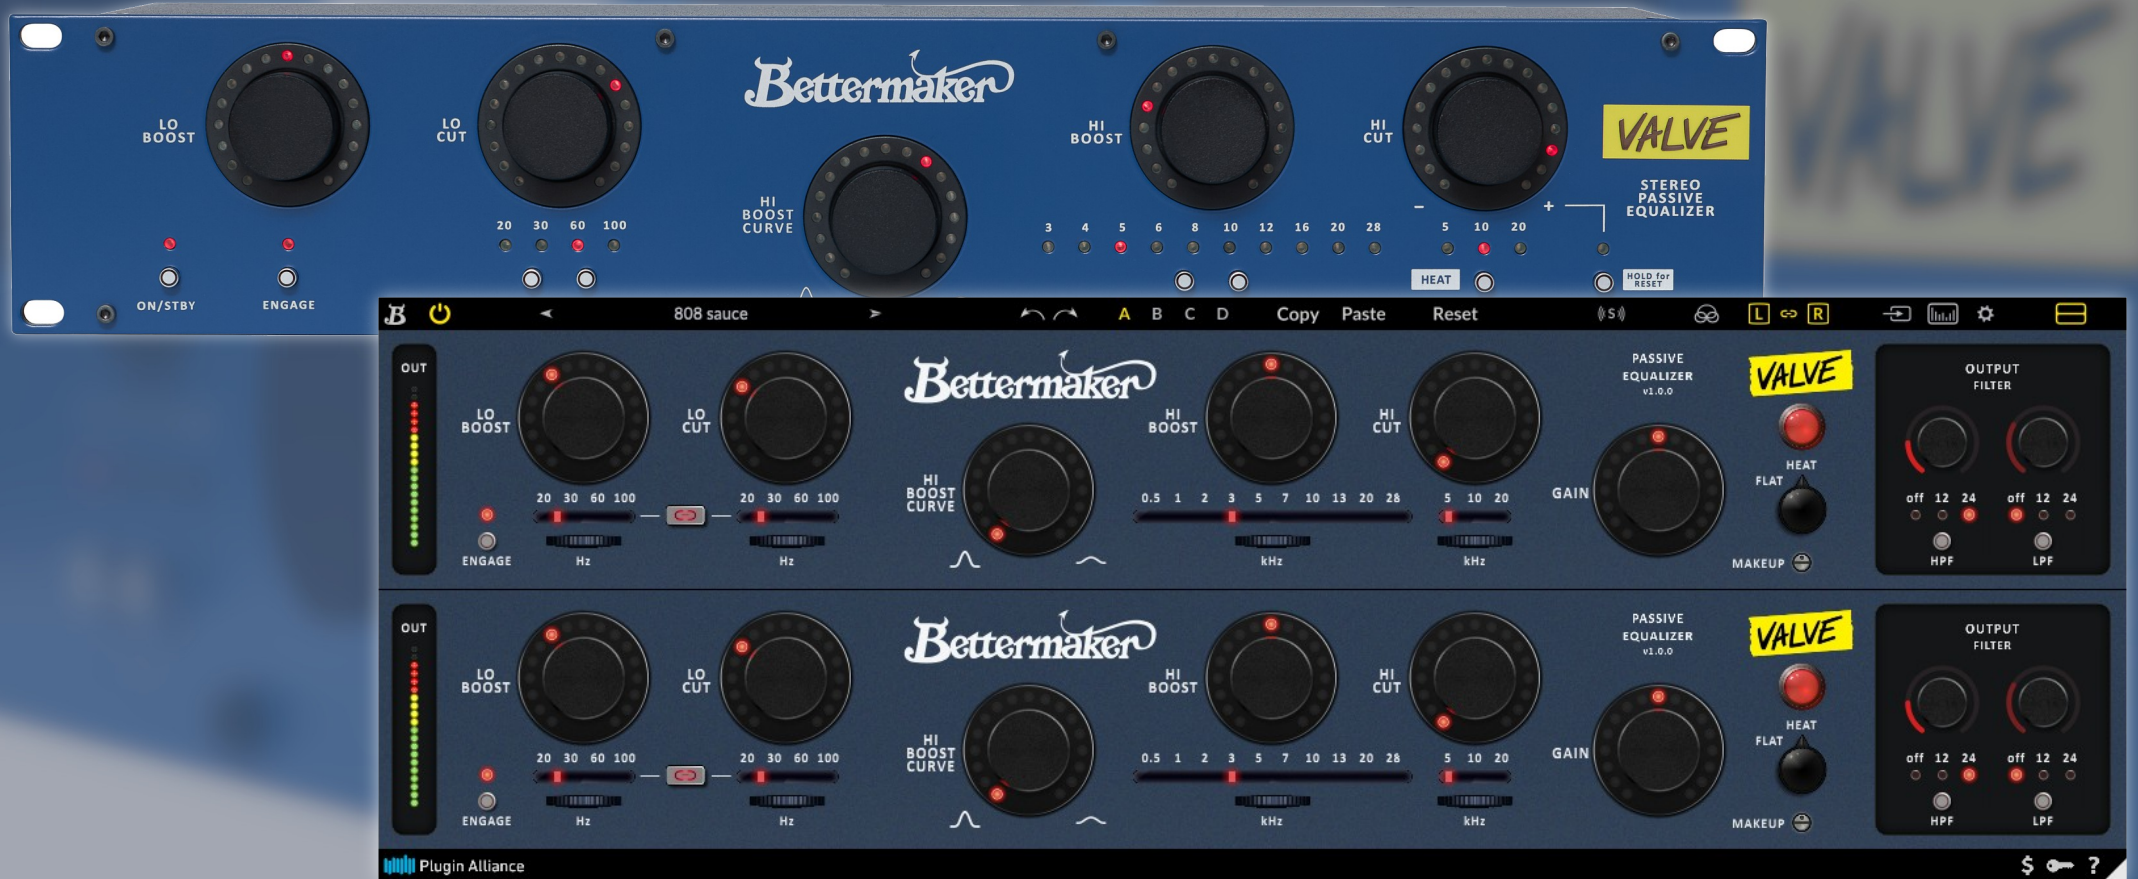 Bettermaker
VALVE
VALVE
LO
BOOST
LO
CUT
HI
BOOST
CURVE
HI
BOOST
HI
CUT
STEREO
PASSIVE
EQUALIZER
20 30 60 100
3 4 5 6 8 10 12 16 20 28
- +
5 10 20
HEAT
HOLD for
RESET
ON/STBY
ENGAGE
B
808 sauce
A B C D
Copy Paste
Reset
S
L R
OUT
LO
BOOST
LO
CUT
Bettermaker
HI
BOOST
CURVE
HI
BOOST
HI
CUT
PASSIVE
EQUALIZER
v1.0.0
VALVE
GAIN
HEAT
FLAT
MAKEUP
OUTPUT
FILTER
20 30 60 100
20 30 60 100
0.5 1 2 3 5 7 10 13 20 28
5 10 20
off 12 24
off 12 24
ENGAGE
Hz
Hz
kHz
kHz
HPF
LPF
OUT
LO
BOOST
LO
CUT
Bettermaker
HI
BOOST
CURVE
HI
BOOST
HI
CUT
PASSIVE
EQUALIZER
v1.0.0
VALVE
GAIN
HEAT
FLAT
MAKEUP
OUTPUT
FILTER
20 30 60 100
20 30 60 100
0.5 1 2 3 5 7 10 13 20 28
5 10 20
off 12 24
off 12 24
ENGAGE
Hz
Hz
kHz
kHz
HPF
LPF
Plugin Alliance
$ ?